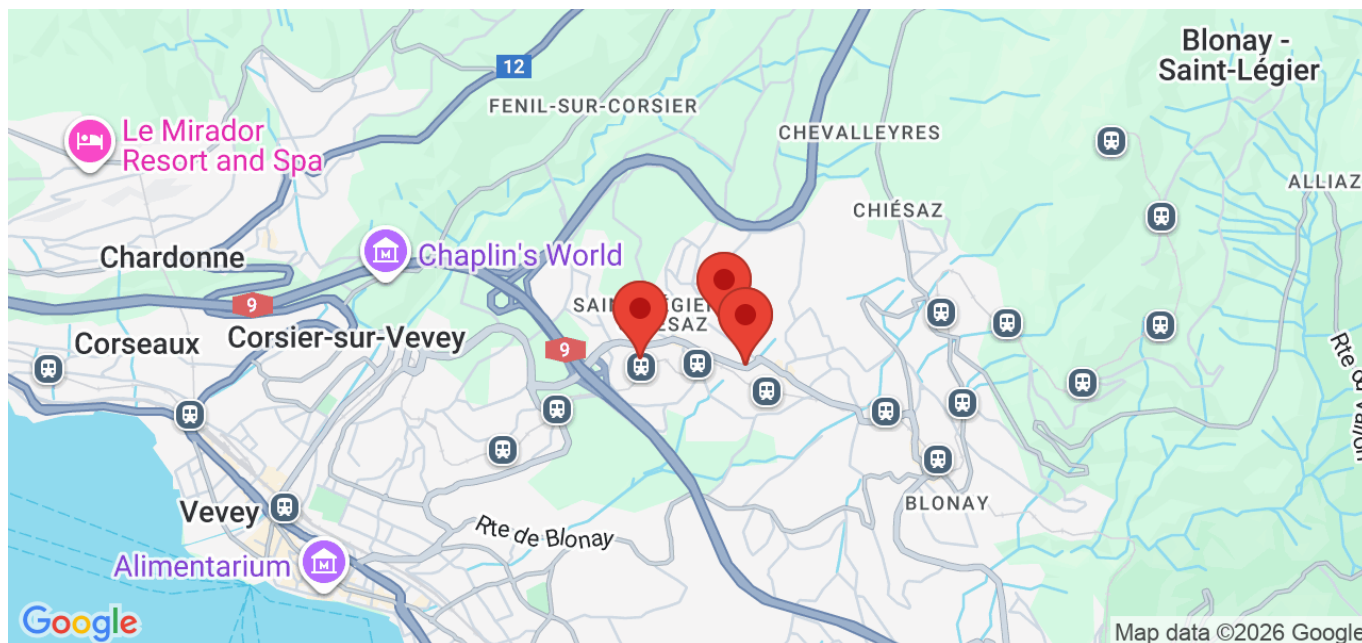 Blonay -
Saint-Légier
12
FENIL-SUR-CORSIER
Le Mirador
Resort and Spa
CHEVALLEYRES
ALLIAZ
CHIÉSAZ
Chardonne
Chaplin's World
9
Corseaux
Corsier-sur-Vevey
9
BLONAY
Vevey
Rte de Blonay
Alimentarium
Google
Map data ©2026 Google